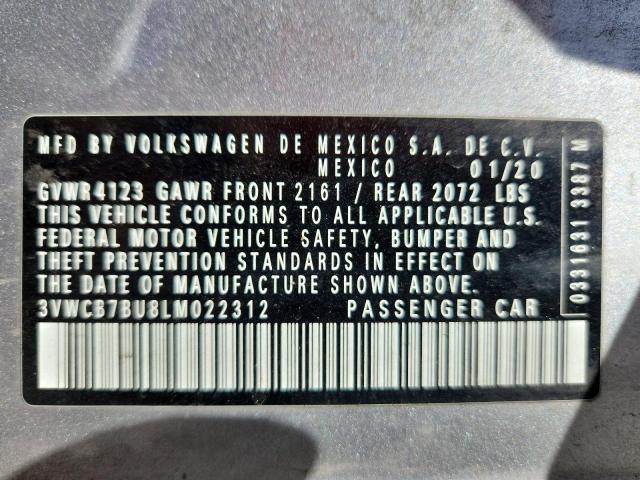 MFD BY VOLKSWAGEN DE MEXICO S.A. DE C.V.
MEXICO 01/20
GVWR4123 GAWR FRONT 2161 / REAR 2072 LBS
THIS VEHICLE CONFORMS TO ALL APPLICABLE U.S.
FEDERAL MOTOR VEHICLE SAFETY, BUMPER AND
THEFT PREVENTION STANDARDS IN EFFECT ON
THE DATE OF MANUFACTURE SHOWN ABOVE.
3VWCB7BU8LM022312 PASSENGER CAR
0331631 3387 M